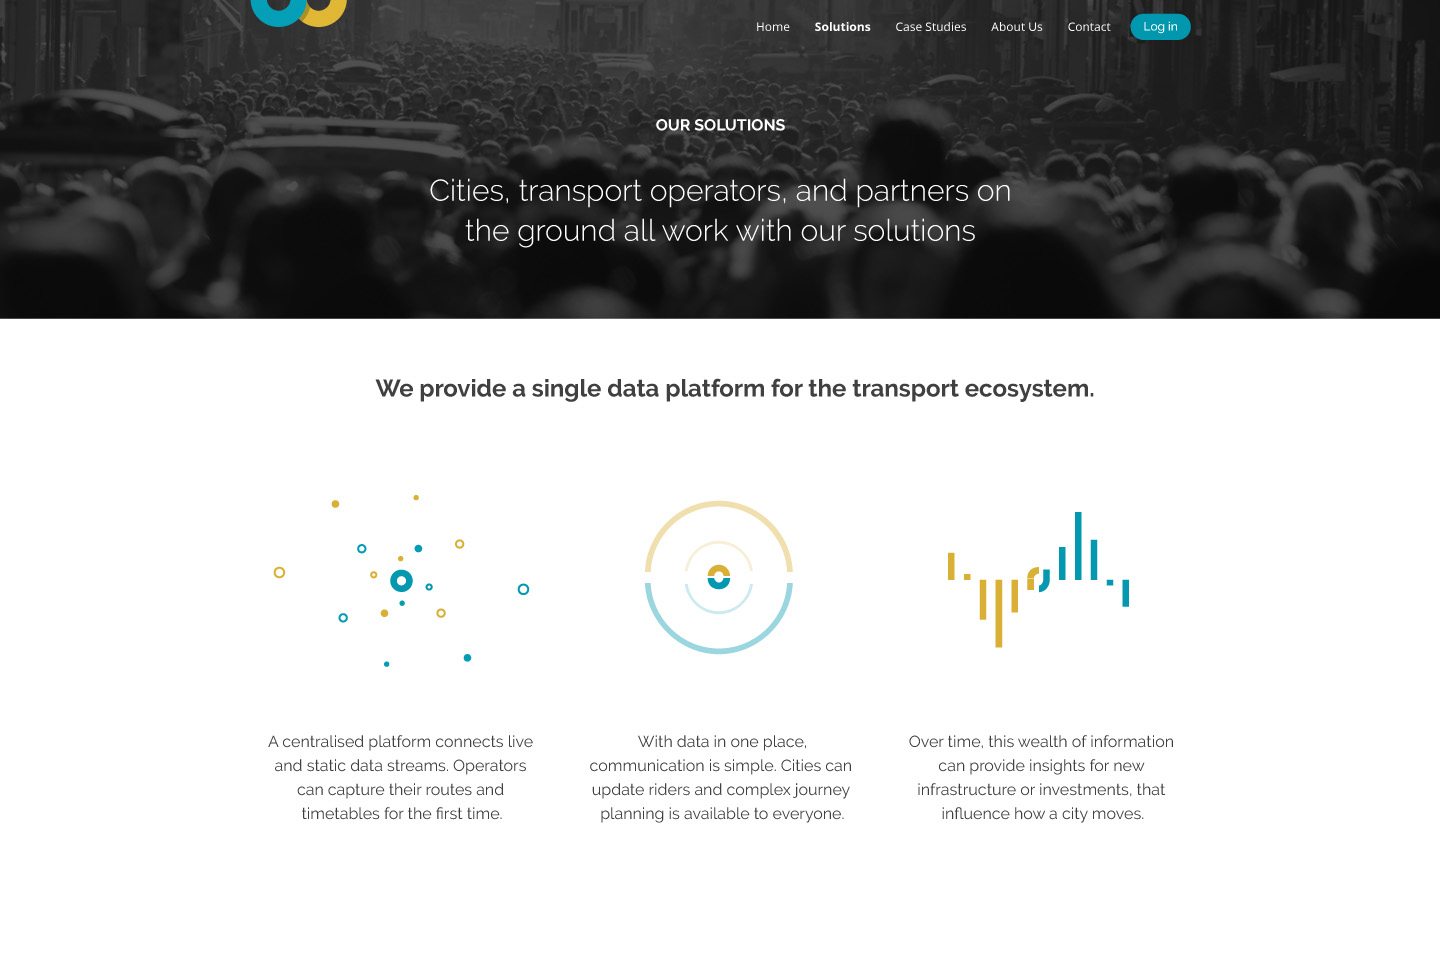 Home Solutions Case Studies About Us Contact Log in
OUR SOLUTIONS
Cities, transport operators, and partners on
the ground all work with our solutions
We provide a single data platform for the transport ecosystem.
A centralised platform connects live
and static data streams. Operators
can capture their routes and
timetables for the first time.
With data in one place,
communication is simple. Cities can
update riders and complex journey
planning is available to everyone.
Over time, this wealth of information
can provide insights for new
infrastructure or investments, that
influence how a city moves.